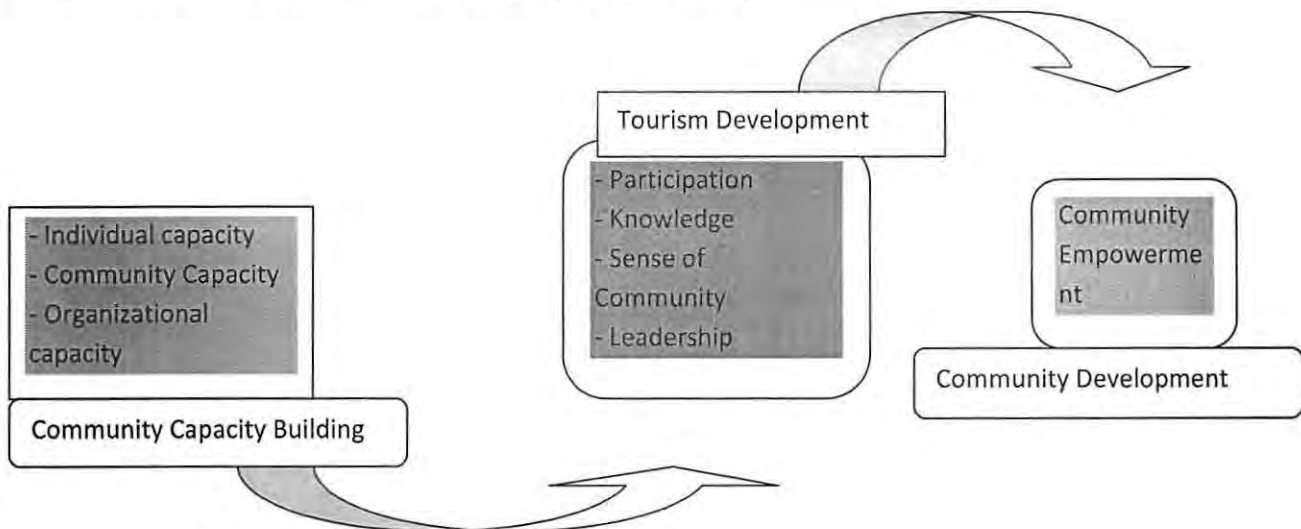 - Individual capacity
- Community Capacity
- Organizational
capacity
Community Capacity Building
Tourism Development
- Participation
- Knowledge
- Sense of
Community
- Leadership
Community
Empowerme
nt
Community Development